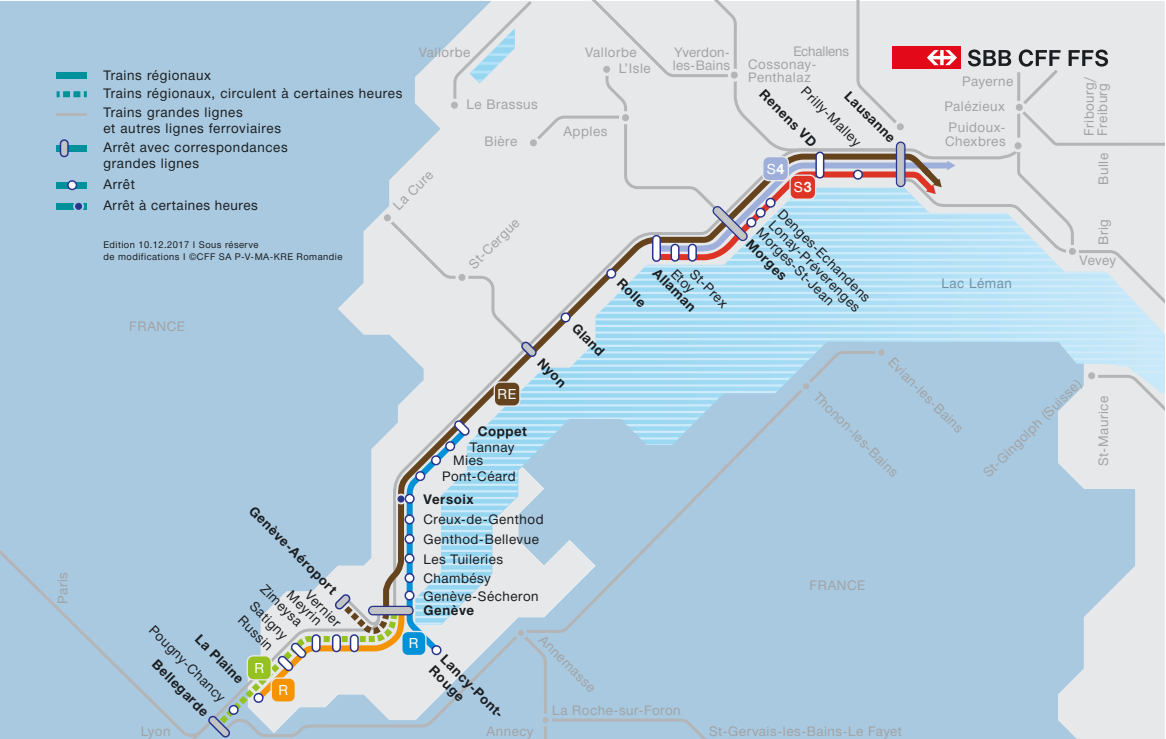 Trains régionaux
Trains régionaux, circulent à certaines heures
Trains grandes lignes
et autres lignes ferroviaires
Arrêt avec correspondances
grandes lignes
Arrêt
Arrêt à certaines heures
Edition 10.12.2017 I Sous réserve
de modifications I ©CFF SA P-V-MA-KRE Romandie
SBB CFF FFS
Vallorbe
Le Brassus
Vallorbe
L'Isle
Yverdon-
les-Bains
Cossonay-
Penthalaz
Echallens
Bière
Apples
Payerne
Palézieux
Puidoux-
Chexbres
Fribourg/
Freiburg
Bulle
Brig
Vevey
Renens VD
Prilly-Malley
Lausanne
S4
S3
La Cure
St-Cergue
Denges-Echandens
Lonay-Préverenges
Morges-St-Jean
Morges
St-Prex
Etoy
Allaman
Rolle
Gland
Nyon
RE
Lac Léman
FRANCE
Coppet
Tannay
Mies
Pont-Céard
Versoix
Creux-de-Genthod
Genthod-Bellevue
Les Tuileries
Chambésy
Genève-Sécheron
Genève
Genève-Aéroport
Vernier
Meyrin
Zimeysa
Satigny
Russin
La Plaine
Pougny-Chancy
Bellegarde
R
R
R
Lancy-Pont-
Rouge
Evian-les-Bains
Thonon-les-Bains
St-Gingolph (Suisse)
St-Maurice
FRANCE
Paris
Lyon
Annemasse
La Roche-sur-Foron
Annecy
St-Gervais-les-Bains-Le Fayet